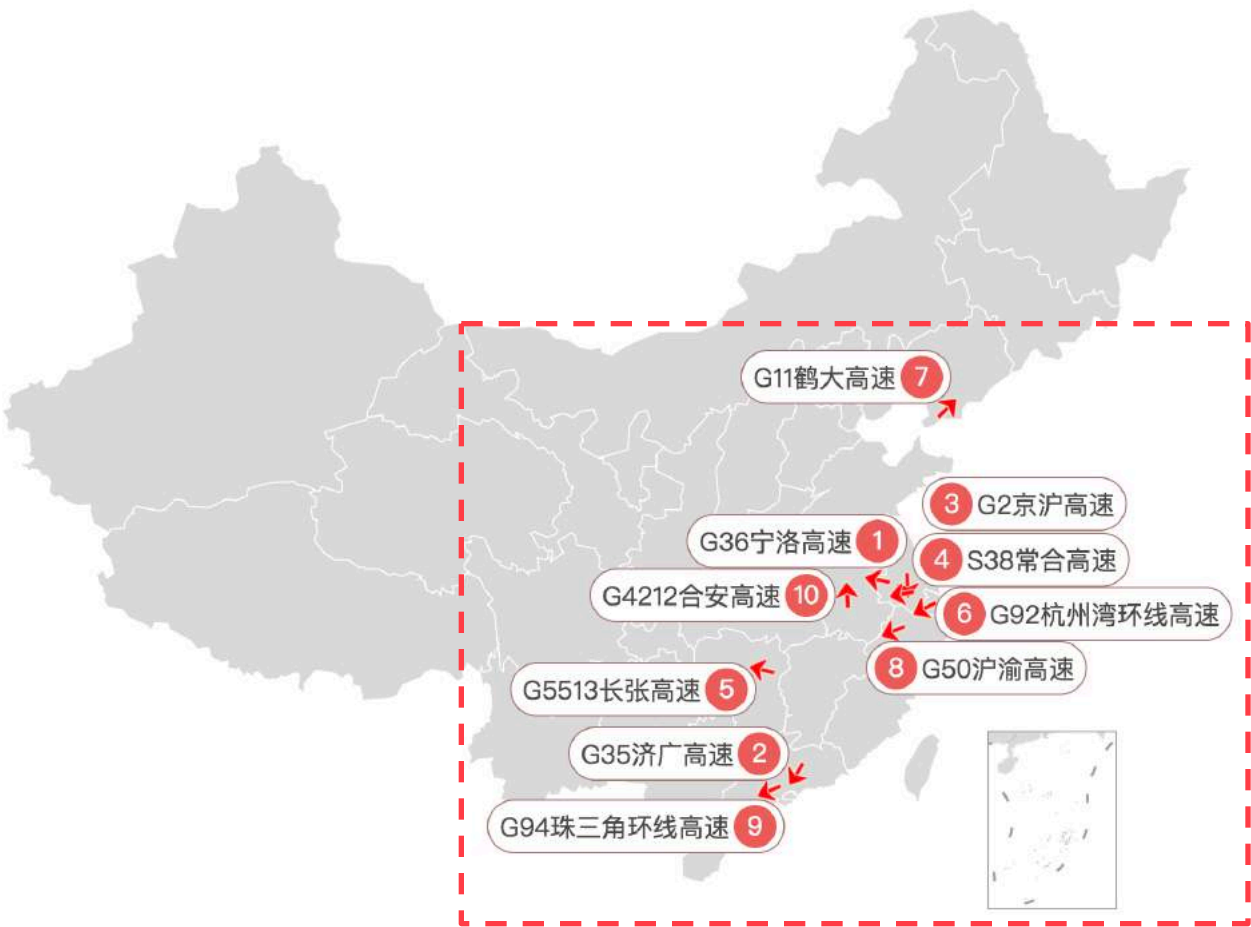 G11鹤大高速 7
3 G2京沪高速
G36宁洛高速 1
4 S38常合高速
G4212合安高速 10
6 G92杭州湾环线高速
8 G50沪渝高速
G5513长张高速 5
G35济广高速 2
G94珠三角环线高速 9